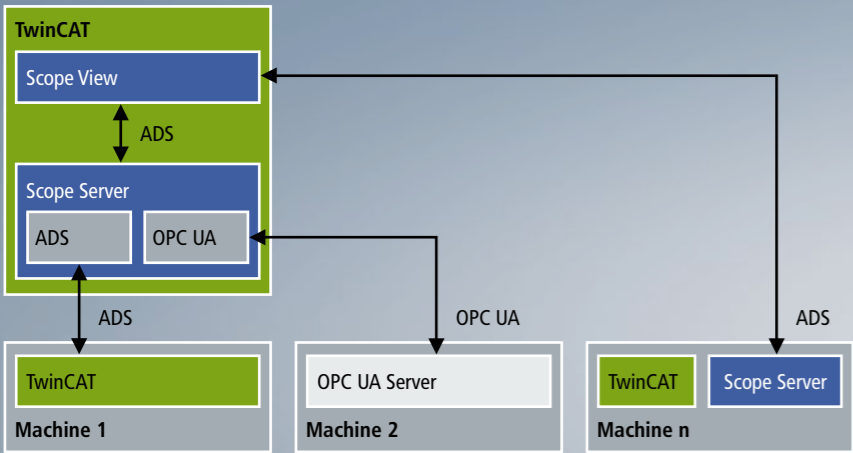 TwinCAT
Scope View
ADS
Scope Server
ADS
OPC UA
ADS
OPC UA
ADS
TwinCAT
OPC UA Server
TwinCAT
Scope Server
Machine 1
Machine 2
Machine n